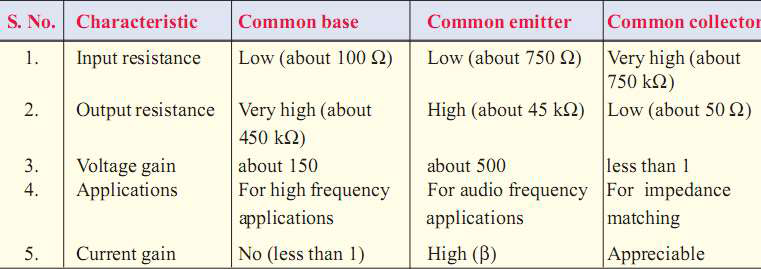 S. No. Characteristic Common base Common emitter Common collector
1. Input resistance Low (about 100 Ω) Low (about 750 Ω) Very high (about
750 kΩ)
2. Output resistance Very high (about High (about 45 kΩ) Low (about 50 Ω)
450 kΩ)
3. Voltage gain about 150 about 500 less than 1
4. Applications For high frequency For audio frequency For impedance
applications applications matching
5. Current gain No (less than 1) High (β) Appreciable